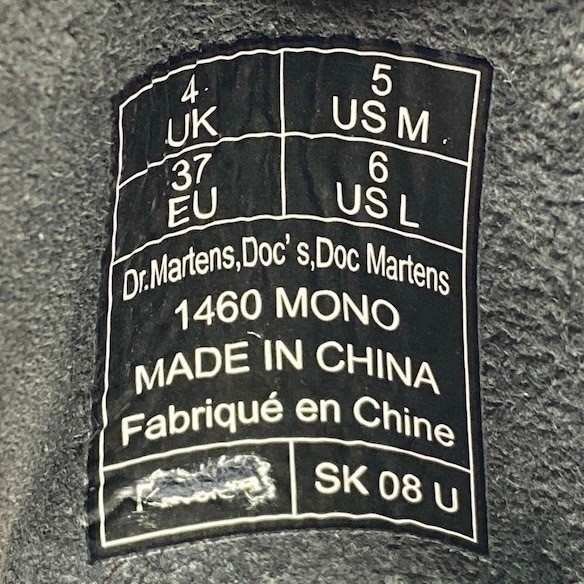 4
UK
5
US M
37
EU
6
US L
Dr.Martens,Doc's,Doc Martens
1460 MONO
MADE IN CHINA
Fabriqué en Chine
SK 08 U